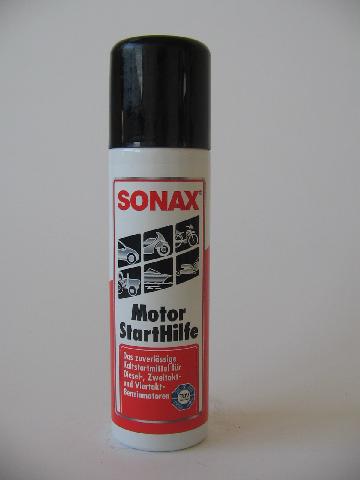 SONAX
Motor
StartHilfe
Das zuverlässige
Kaltstartmittel für
Diesel-, Zweitakt-
und Viertakt-
Benzinmotoren